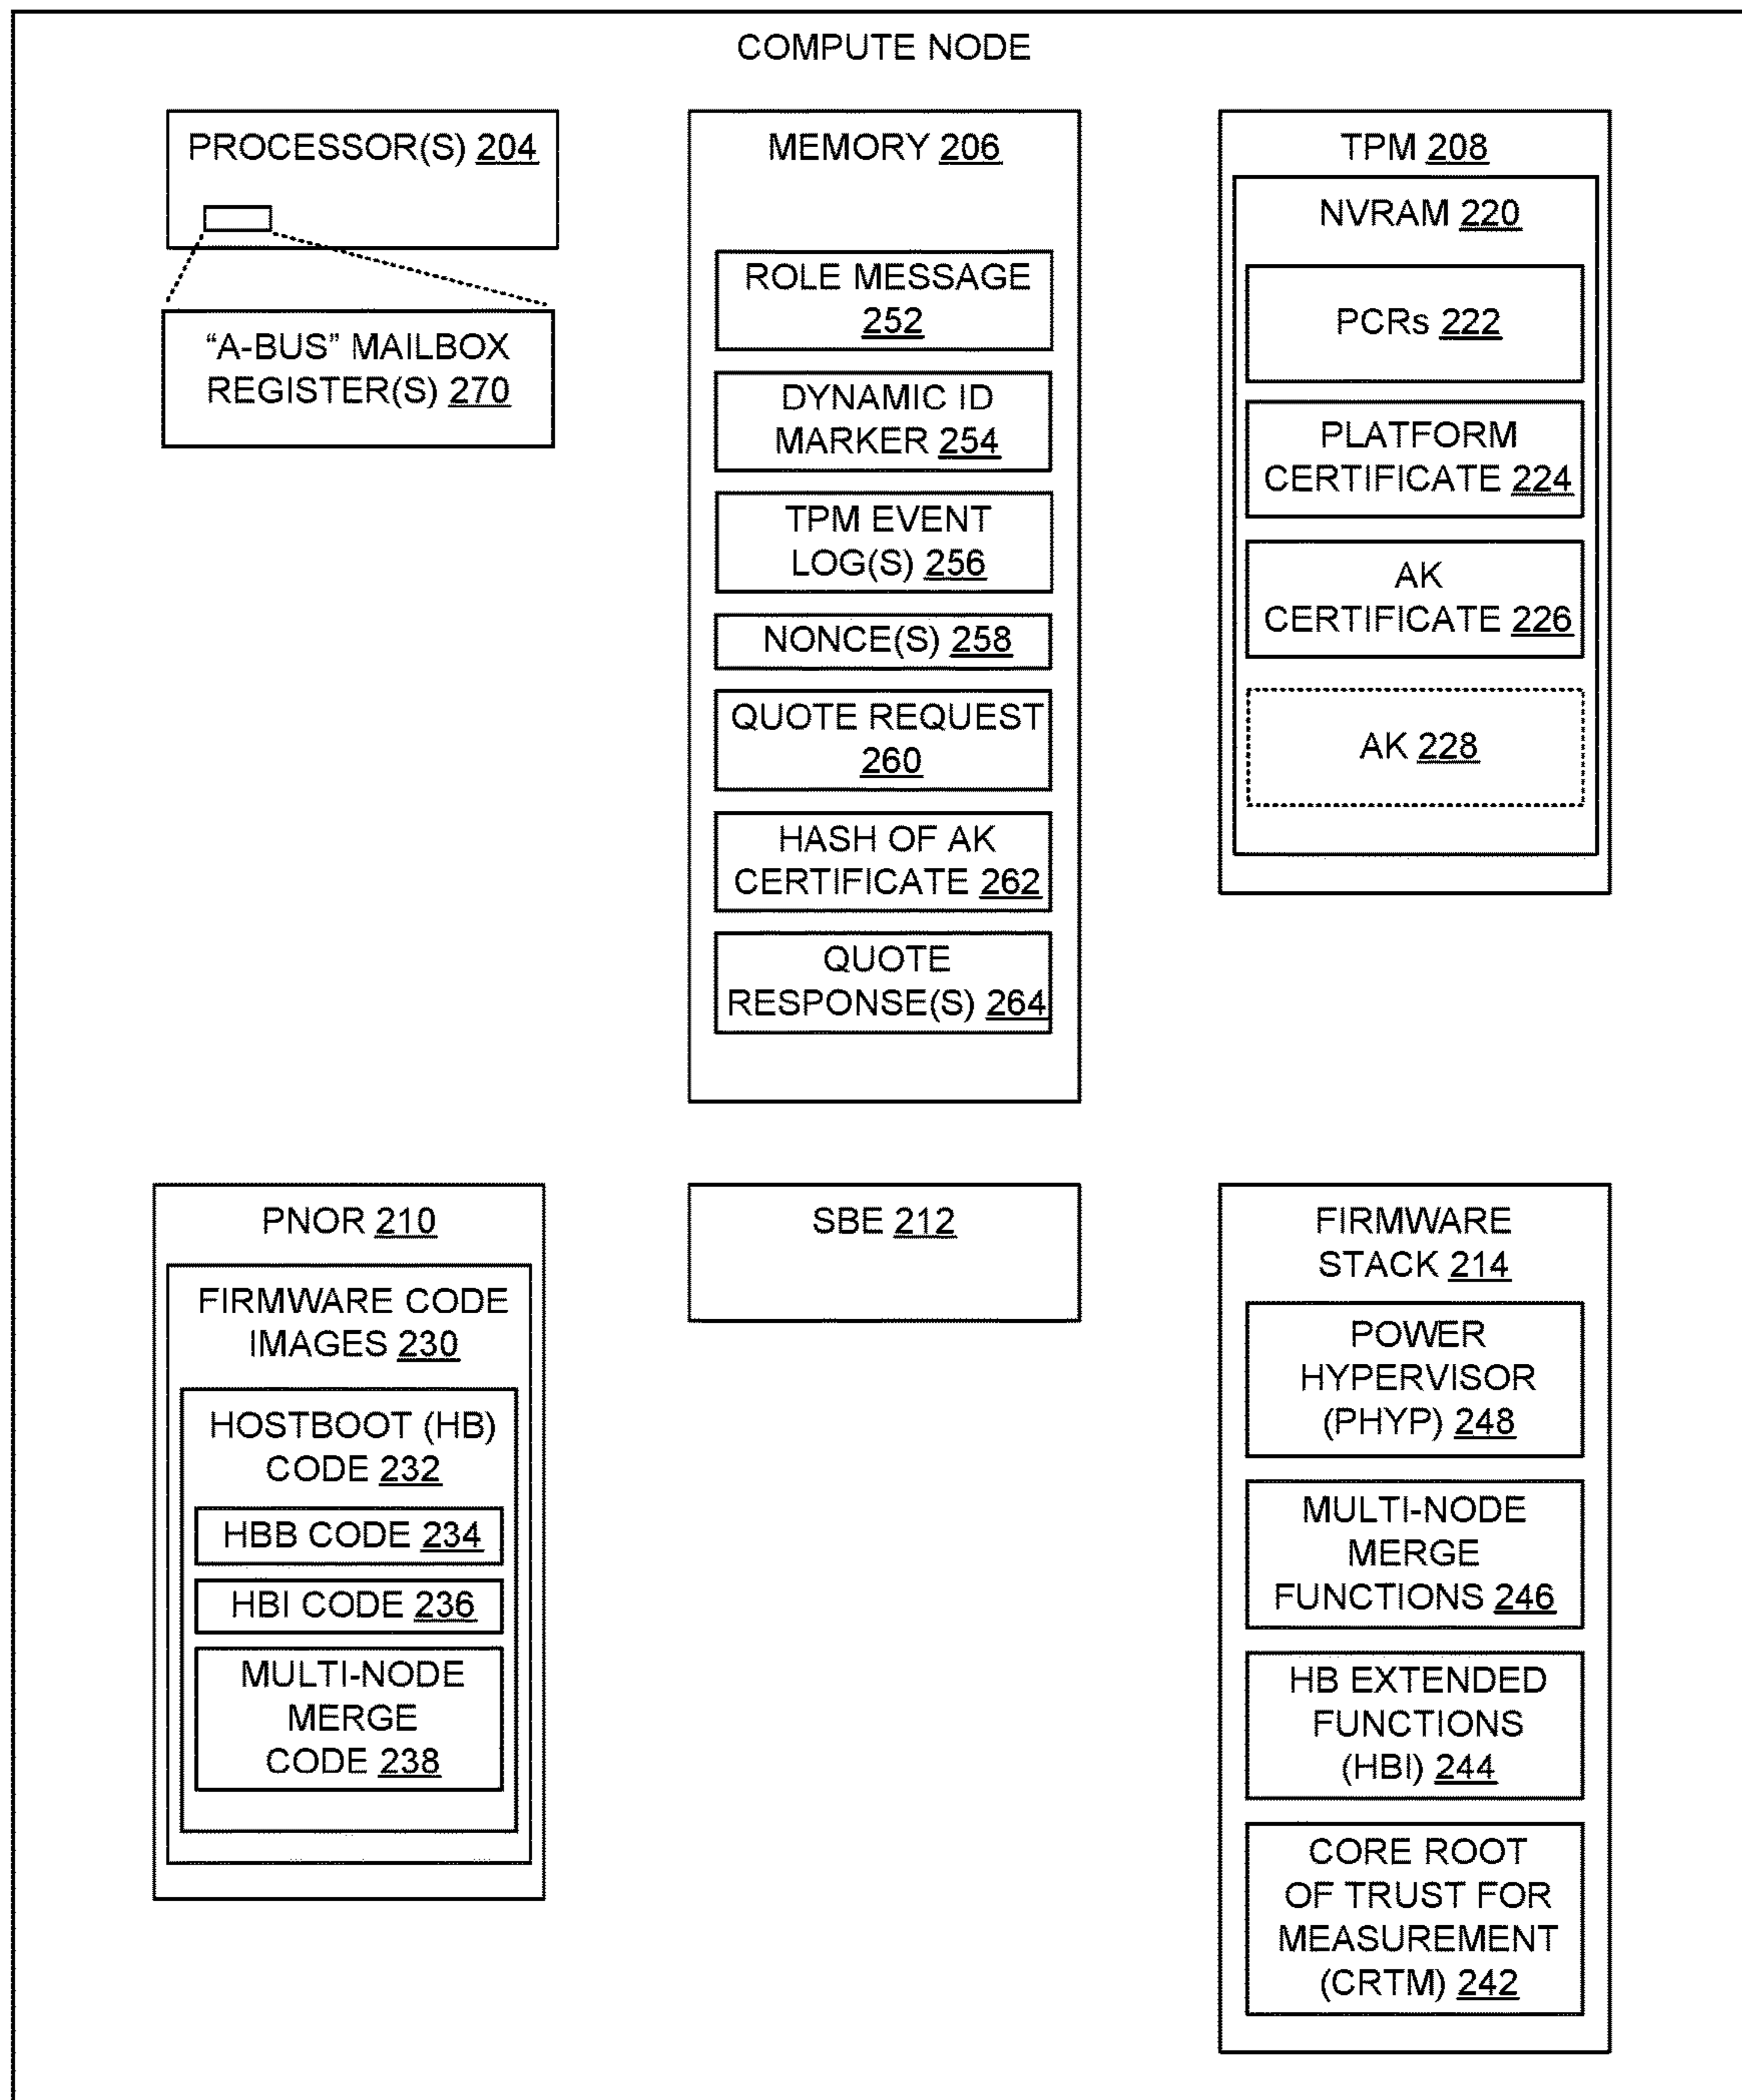 COMPUTE NODE
PROCESSOR(S) 204
“A-BUS” MAILBOX
REGISTER(S) 270
MEMORY 206
ROLE MESSAGE
252
DYNAMIC ID
MARKER 254
TPM EVENT
LOG(S) 256
NONCE(S) 258
QUOTE REQUEST
260
HASH OF AK
CERTIFICATE 262
QUOTE
RESPONSE(S) 264
TPM 208
NVRAM 220
PCRs 222
PLATFORM
CERTIFICATE 224
AK
CERTIFICATE 226
AK 228
PNOR 210
FIRMWARE CODE
IMAGES 230
HOSTBOOT (HB)
CODE 232
HBB CODE 234
HBI CODE 236
MULTI-NODE
MERGE
CODE 238
SBE 212
FIRMWARE
STACK 214
POWER
HYPERVISOR
(PHYP) 248
MULTI-NODE
MERGE
FUNCTIONS 246
HB EXTENDED
FUNCTIONS
(HBI) 244
CORE ROOT
OF TRUST FOR
MEASUREMENT
(CRTM) 242